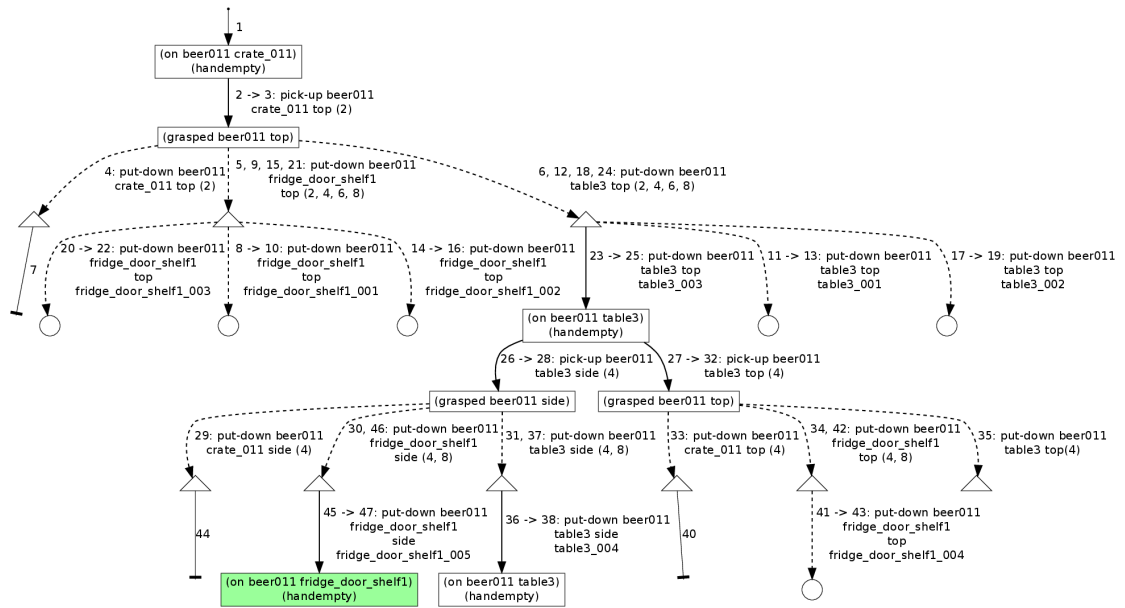 1
(on beer011 crate_011)
(handempty)
2 -> 3: pick-up beer011
crate_011 top (2)
(grasped beer011 top)
4: put-down beer011
crate_011 top (2)
5, 9, 15, 21: put-down beer011
fridge_door_shelf1
top (2, 4, 6, 8)
6, 12, 18, 24: put-down beer011
table3 top (2, 4, 6, 8)
7
20 -> 22: put-down beer011
fridge_door_shelf1
top
fridge_door_shelf1_003
8 -> 10: put-down beer011
fridge_door_shelf1
top
fridge_door_shelf1_001
14 -> 16: put-down beer011
fridge_door_shelf1
top
fridge_door_shelf1_002
23 -> 25: put-down beer011
table3 top
table3_003
11 -> 13: put-down beer011
table3 top
table3_001
17 -> 19: put-down beer011
table3 top
table3_002
(on beer011 table3)
(handempty)
26 -> 28: pick-up beer011
table3 side (4)
27 -> 32: pick-up beer011
table3 top (4)
(grasped beer011 side)
(grasped beer011 top)
29: put-down beer011
crate_011 side (4)
30, 46: put-down beer011
fridge_door_shelf1
side (4, 8)
31, 37: put-down beer011
table3 side (4, 8)
33: put-down beer011
crate_011 top (4)
34, 42: put-down beer011
fridge_door_shelf1
top (4, 8)
35: put-down beer011
table3 top(4)
44
45 -> 47: put-down beer011
fridge_door_shelf1
side
fridge_door_shelf1_005
36 -> 38: put-down beer011
table3 side
table3_004
40
41 -> 43: put-down beer011
fridge_door_shelf1
top
fridge_door_shelf1_004
(on beer011 fridge_door_shelf1)
(handempty)
(on beer011 table3)
(handempty)